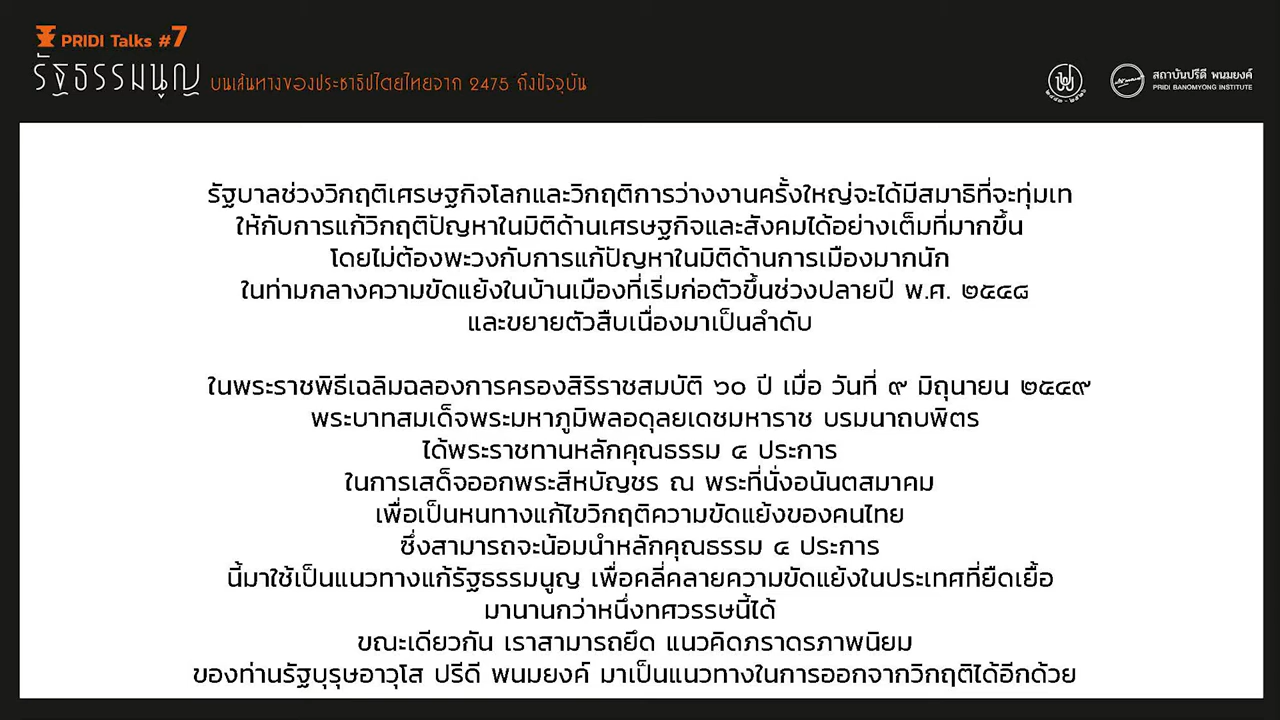 PRIDI Talks #7
รัฐธรรมนูญ บนเส้นทางของประชาธิปไตยไทยจาก 2475 ถึงปัจจุบัน
สถาบันปรีดี พนมยงค์
PRIDI BANOMYONG INSTITUTE
รัฐบาลช่วงวิกฤติเศรษฐกิจโลกและวิกฤติการว่างงานครั้งใหญ่จะได้มีสมาธิที่จะทุ่มเท
ให้กับการแก้วิกฤติปัญหาในมิติด้านเศรษฐกิจและสังคมได้อย่างเต็มที่มากขึ้น
โดยไม่ต้องพะวงกับการแก้ปัญหาในมิติด้านการเมืองมากนัก
ในท่ามกลางความขัดแย้งในบ้านเมืองที่เริ่มก่อตัวขึ้นช่วงปลายปี พ.ศ. ๒๕๔๘
และขยายตัวสืบเนื่องมาเป็นลำดับ
ในพระราชพิธีเฉลิมฉลองการครองสิริราชสมบัติ ๖๐ ปี เมื่อ วันที่ ๙ มิถุนายน ๒๕๔๙
พระบาทสมเด็จพระมหาภูมิพลอดุลยเดชมหาราช บรมนาถบพิตร
ได้พระราชทานหลักคุณธรรม ๔ ประการ
ในการเสด็จออกพระสีหบัญชร ณ พระที่นั่งอนันตสมาคม
เพื่อเป็นหนทางแก้ไขวิกฤติความขัดแย้งของคนไทย
ซึ่งสามารถจะน้อมนำหลักคุณธรรม ๔ ประการ
นี้มาใช้เป็นแนวทางแก้รัฐธรรมนูญ เพื่อคลี่คลายความขัดแย้งในประเทศที่ยืดเยื้อ
มานานกว่าหนึ่งทศวรรษนี้ได้
ขณะเดียวกัน เราสามารถยึด แนวคิดภราดรภาพนิยม
ของท่านรัฐบุรุษอาวุโส ปรีดี พนมยงค์ มาเป็นแนวทางในการออกจากวิกฤติได้อีกด้วย